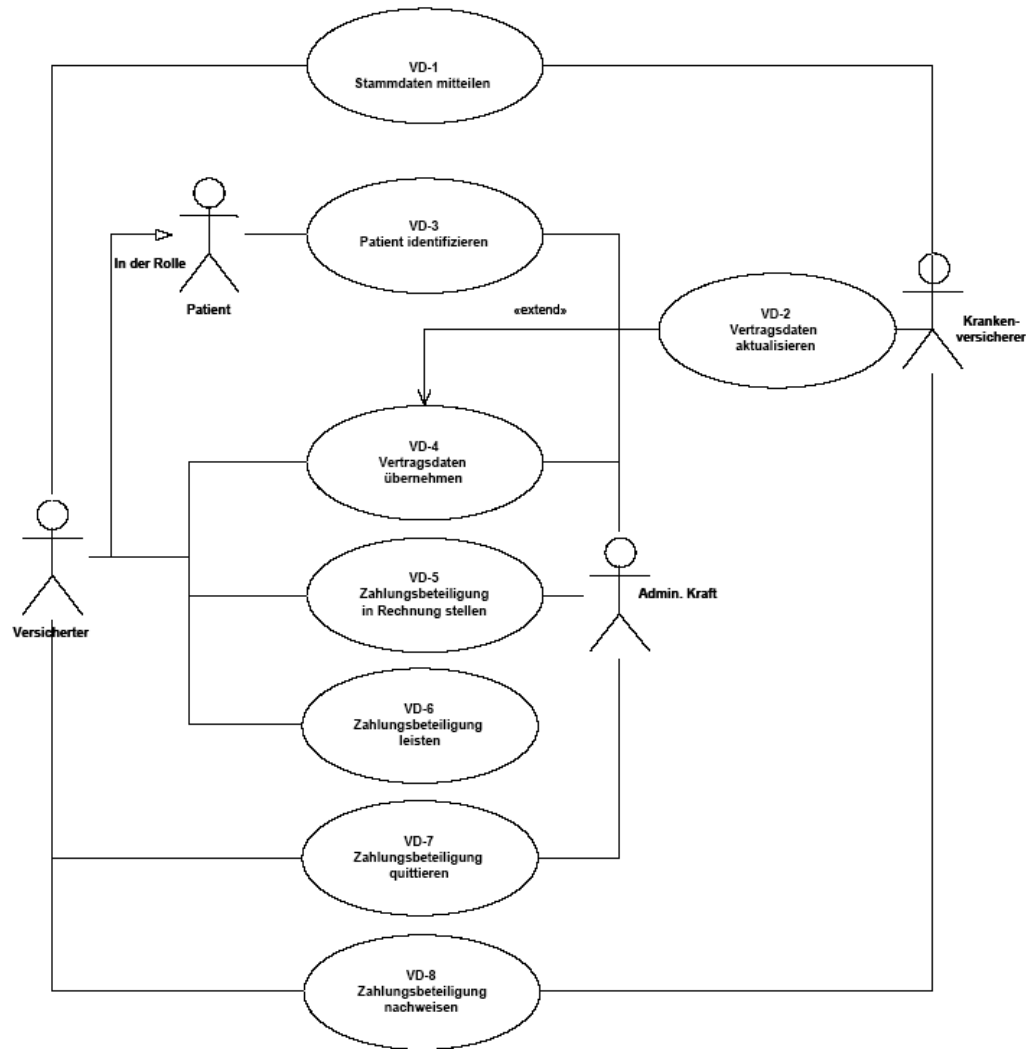 VD-1
Stammdaten mitteilen
VD-3
Patient identifizieren
In der Rolle
Patient
«extend»
VD-2
Vertragsdaten
aktualisieren
Kranken-
versicherer
VD-4
Vertragsdaten
übernehmen
VD-5
Zahlungsbeteiligung
in Rechnung stellen
Admin. Kraft
Versicherter
VD-6
Zahlungsbeteiligung
leisten
VD-7
Zahlungsbeteiligung
quittieren
VD-8
Zahlungsbeteiligung
nachweisen